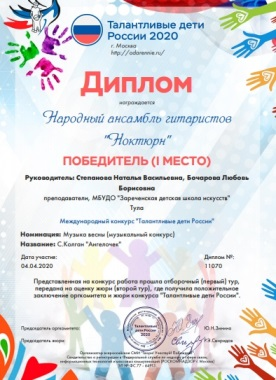 Талантливые дети
России 2020
г. Москва
http://odarennie.ru/
Диплом
награждается
Народный ансамбль гитаристов
"Ноктюрн"
ПОБЕДИТЕЛЬ (I МЕСТО)
Руководители Степанова Наталья Васильевна, Бочарова Любовь
Борисовна
преподаватели, МБУДО "Зареченская детская школа искусств"
Тула
Международный конкурс "Талантливые дети России"
Номинация: Музыка весны (музыкальный конкурс)
Название: С.Колган "Ангелочек"
Дата участия: Диплом №:
04.04.2020 11070
Представленная на конкурс работа прошла отборочный (первый) тур,
передана на оценку жюри (второй тур), где получила положительное
заключение оргкомитета и жюри конкурса "Талантливые дети России".
Председатель оргкомитета:
Председатель жюри:
Талантливые
дети России